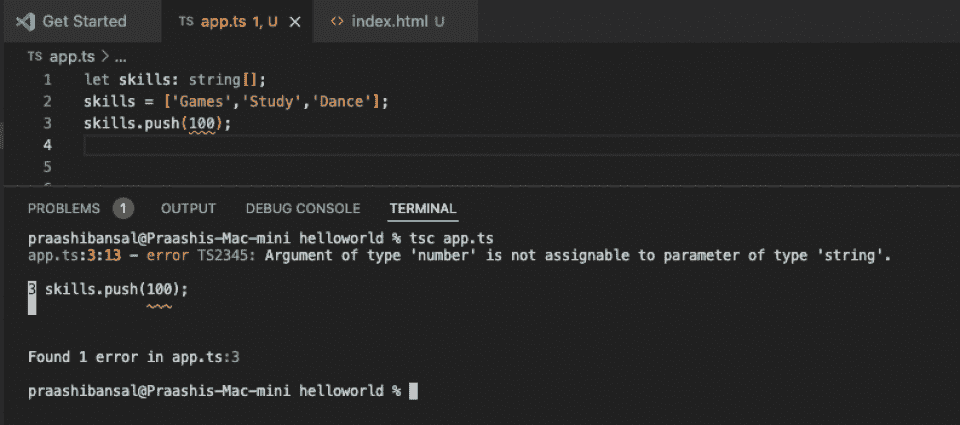 Get Started TS app.ts 1, U × <> index.html U
TS app.ts > ...
1 let skills: string[];
2 skills = ['Games','Study','Dance'];
3 skills.push(100);
4
5
PROBLEMS 1 OUTPUT DEBUG CONSOLE TERMINAL
praashibansal@Praashis-Mac-mini helloworld % tsc app.ts
app.ts:3:13 - error TS2345: Argument of type 'number' is not assignable to parameter of type 'string'.
3 skills.push(100);
~~~
Found 1 error in app.ts:3
praashibansal@Praashis-Mac-mini helloworld %